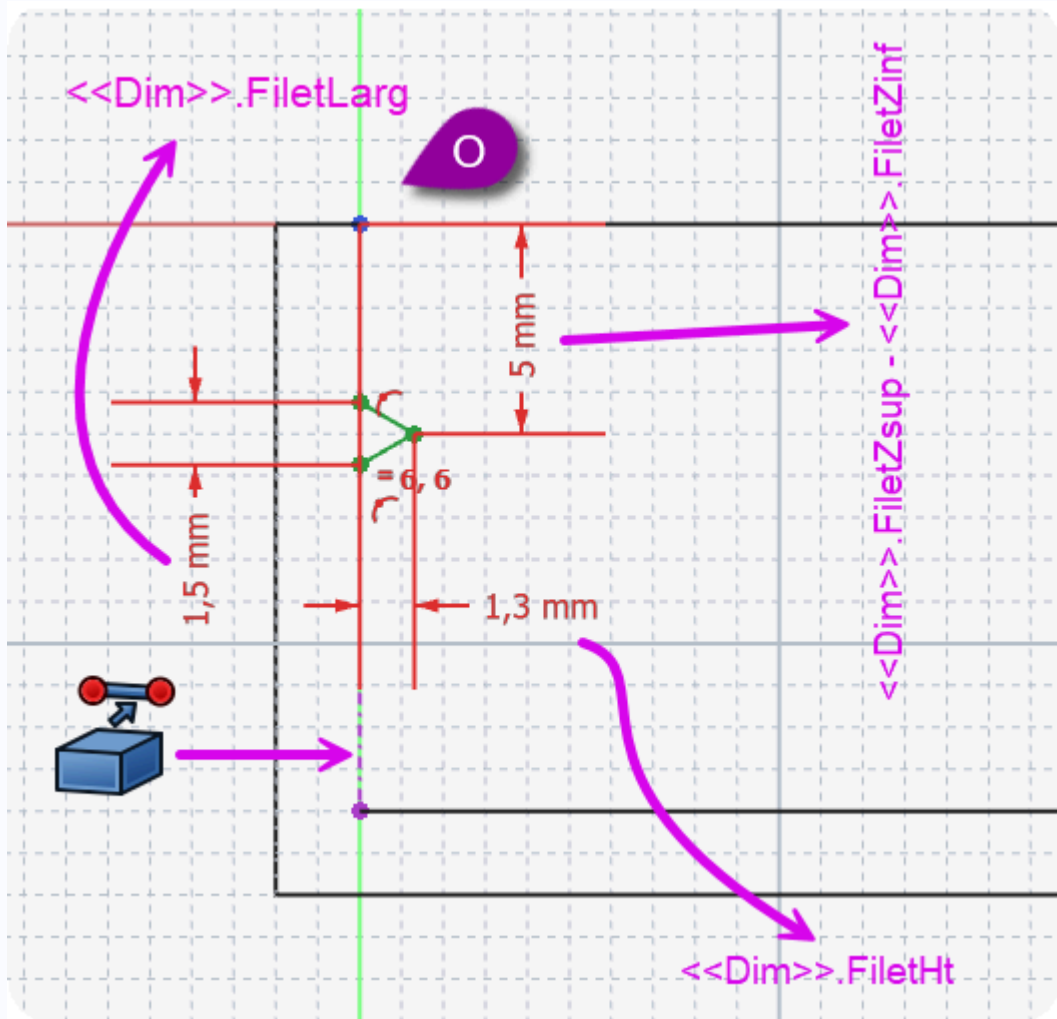 <<Dim>>.FiletLarg
O
<<Dim>>.FiletZsup - <<Dim>>.FiletZinf
5 mm
= 6, 6
1,5 mm
1,3 mm
<<Dim>>.FiletHt